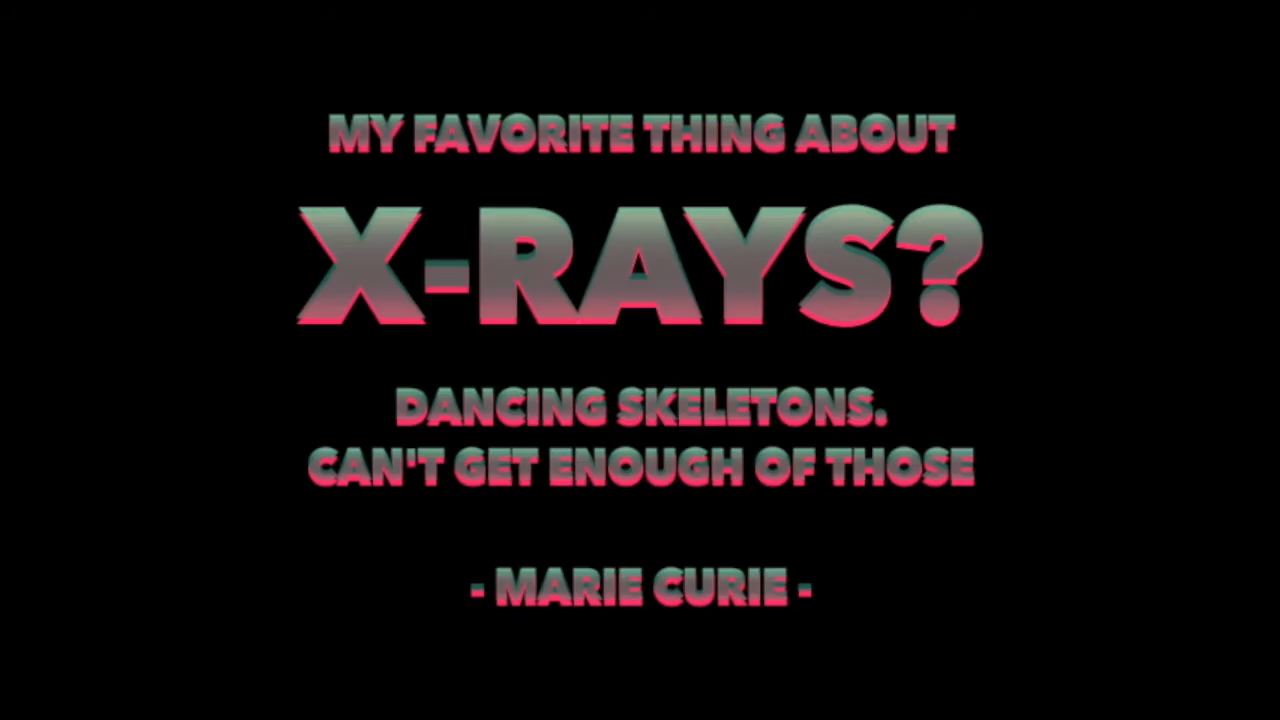 MY FAVORITE THING ABOUT
X-RAYS?
DANCING SKELETONS.
CAN'T GET ENOUGH OF THOSE
- MARIE CURIE -